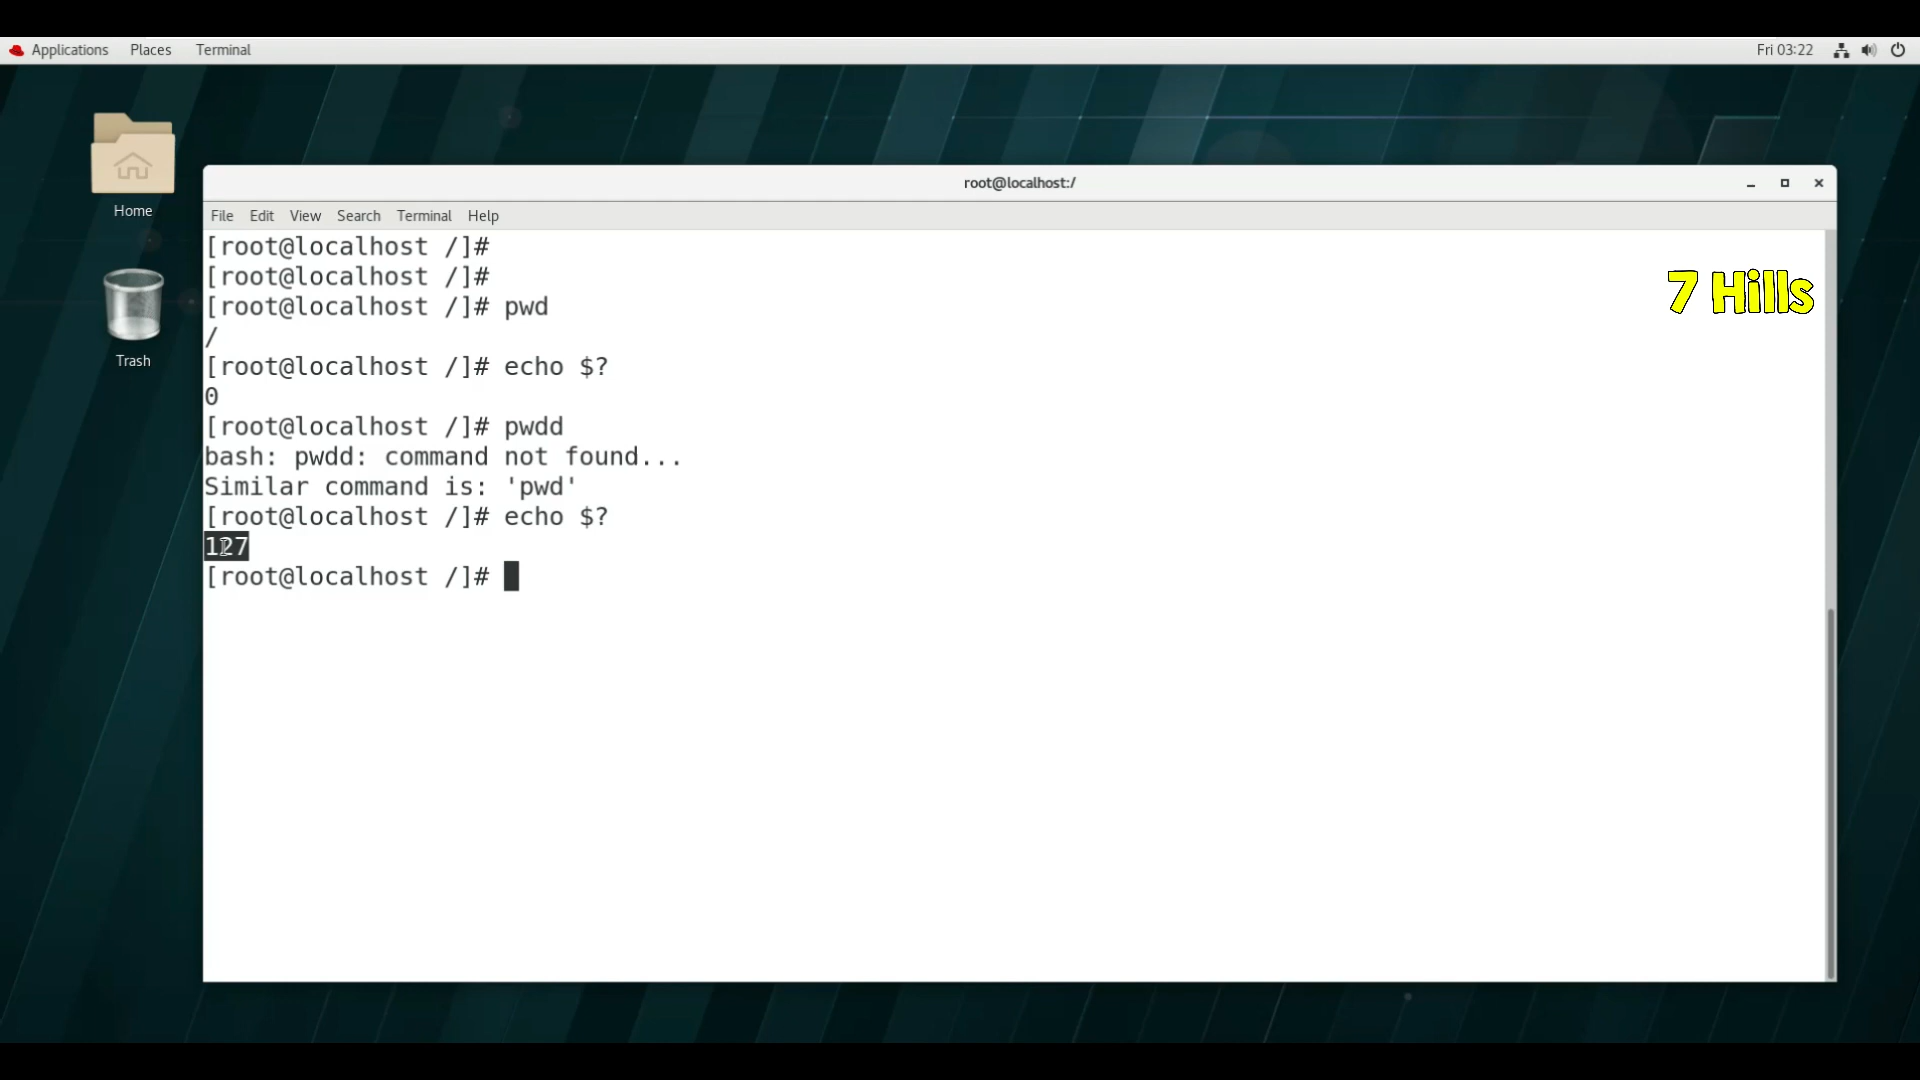 Applications Places Terminal Fri 03:22
Home
Trash
root@localhost:/
File Edit View Search Terminal Help
[root@localhost /]#
[root@localhost /]#
[root@localhost /]# pwd
/
[root@localhost /]# echo $?
0
[root@localhost /]# pwdd
bash: pwdd: command not found...
Similar command is: 'pwd'
[root@localhost /]# echo $?
127
[root@localhost /]#
7 Hills